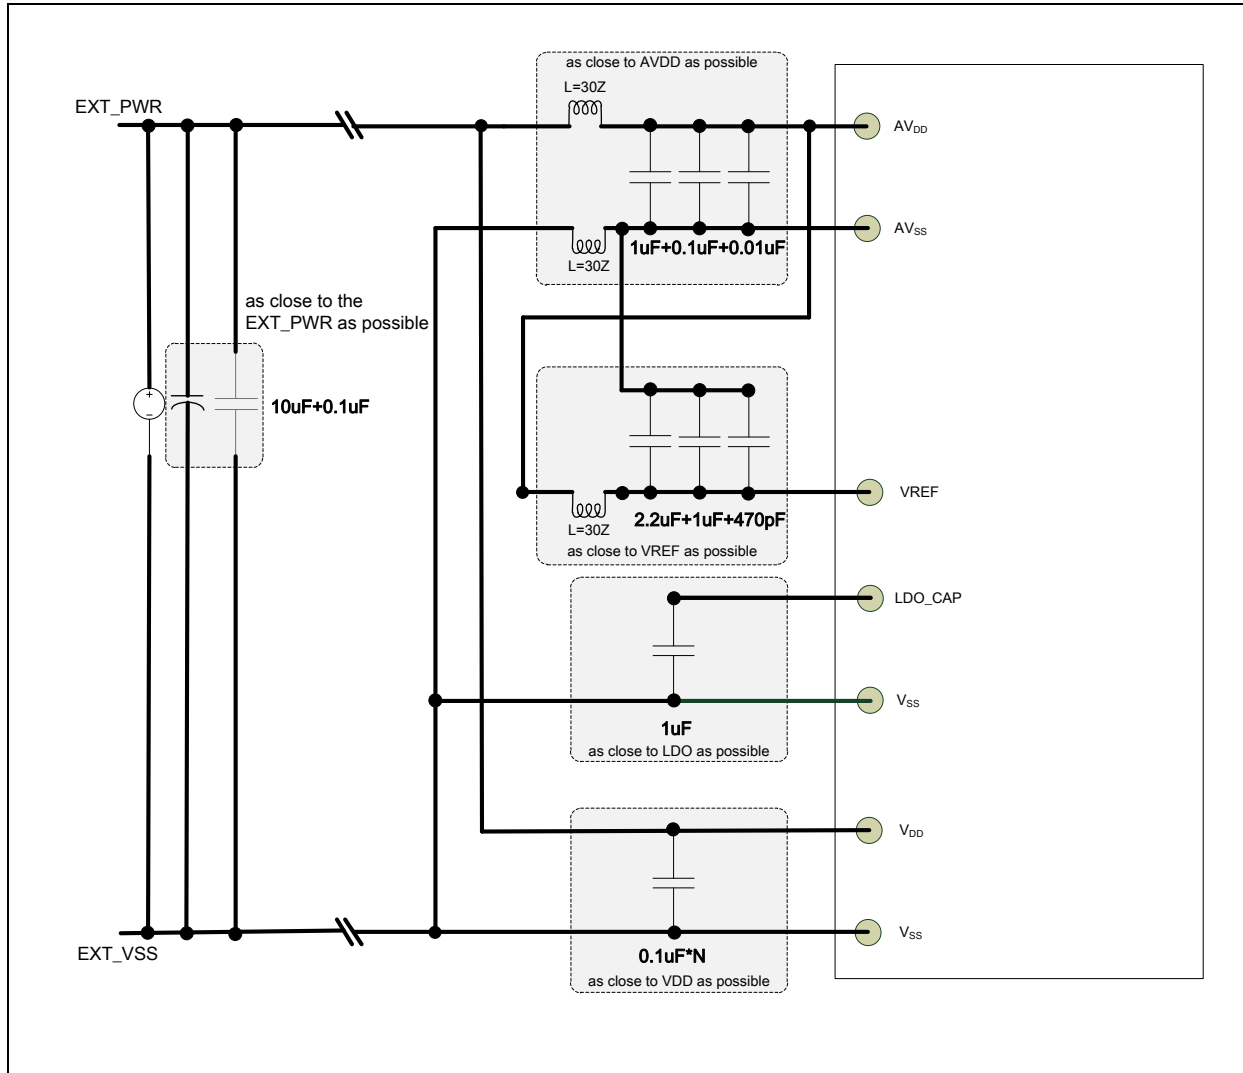 as close to AVDD as possible
L=30Z
EXT_PWR
AVDD
AVSS
1uF+0.1uF+0.01uF
L=30Z
as close to the
EXT_PWR as possible
+
-
10uF+0.1uF
VREF
2.2uF+1uF+470pF
L=30Z
as close to VREF as possible
LDO_CAP
VSS
1uF
as close to LDO as possible
VDD
VSS
EXT_VSS
0.1uF*N
as close to VDD as possible